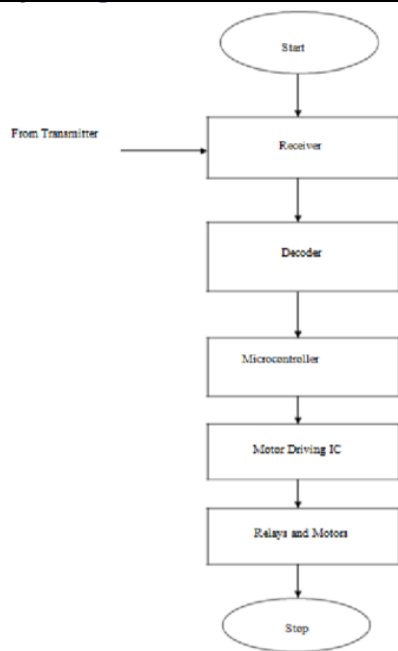 Start
From Transmitter
Receiver
Decoder
Microcontroller
Motor Driving IC
Relays and Motors
Stop